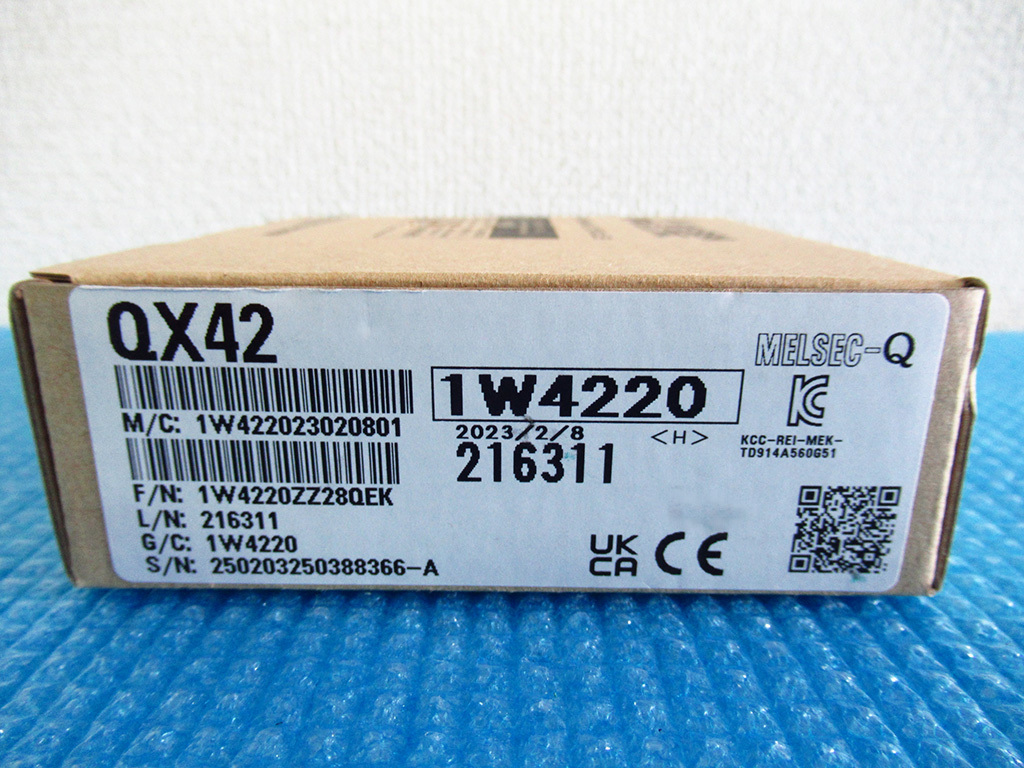 QX42
M/C: 1W422023020801
F/N: 1W4220ZZ28QEK
L/N: 216311
G/C: 1W4220
S/N: 250203250388366-A
1W4220
2023/2/8 <H>
216311
MELSEC-Q
KC
KCC-REI-MEK-
TD914A560G51
UK
CA
CE